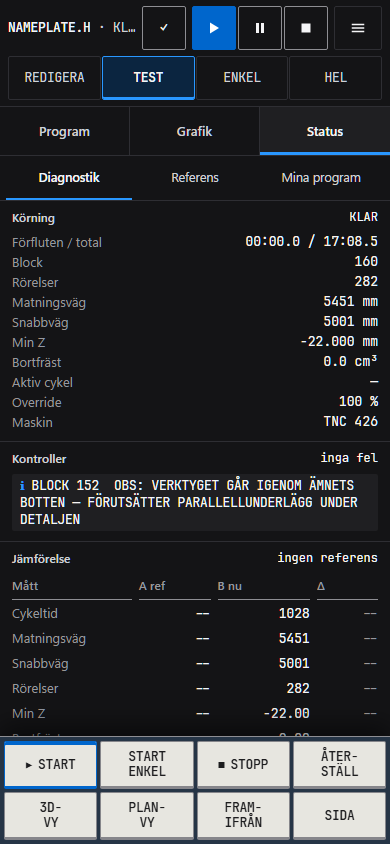 NAMEPLATE.H · KL…
REDIGERA TEST ENKEL HEL
Program Grafik Status
Diagnostik Referens Mina program
Körning KLAR
Förfluten / total 00:00.0 / 17:08.5
Block 160
Rörelser 282
Matningsväg 5451 mm
Snabbväg 5001 mm
Min Z -22.000 mm
Bortfräst 0.0 cm³
Aktiv cykel —
Override 100 %
Maskin TNC 426
Kontroller inga fel
ℹ BLOCK 152 OBS: VERKTYGET GÅR IGENOM ÄMNETS
BOTTEN — FÖRUTSÄTTER PARALLELLUNDERLÄGG UNDER
DETALJEN
Jämförelse ingen referens
Mått A ref B nu Δ
Cykeltid —— 1028 ——
Matningsväg —— 5451 ——
Snabbväg —— 5001 ——
Rörelser —— 282 ——
Min Z —— -22.00 ——
▶ START START ENKEL ■ STOPP ÅTER-STÄLL
3D-VY PLAN-VY FRAM-IFRÅN SIDA